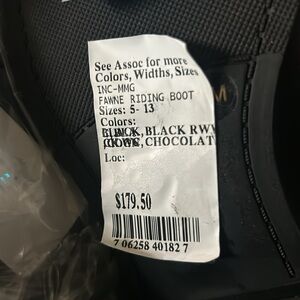 See Assoc for more
Colors, Widths, Sizes
INC-MMG
FAWNE RIDING BOOT
Sizes: 5- 13
Colors:
BLACK, BLACK RWV
CHOCOLAT
Loc:
$179.50
7 06258 40182 7
M